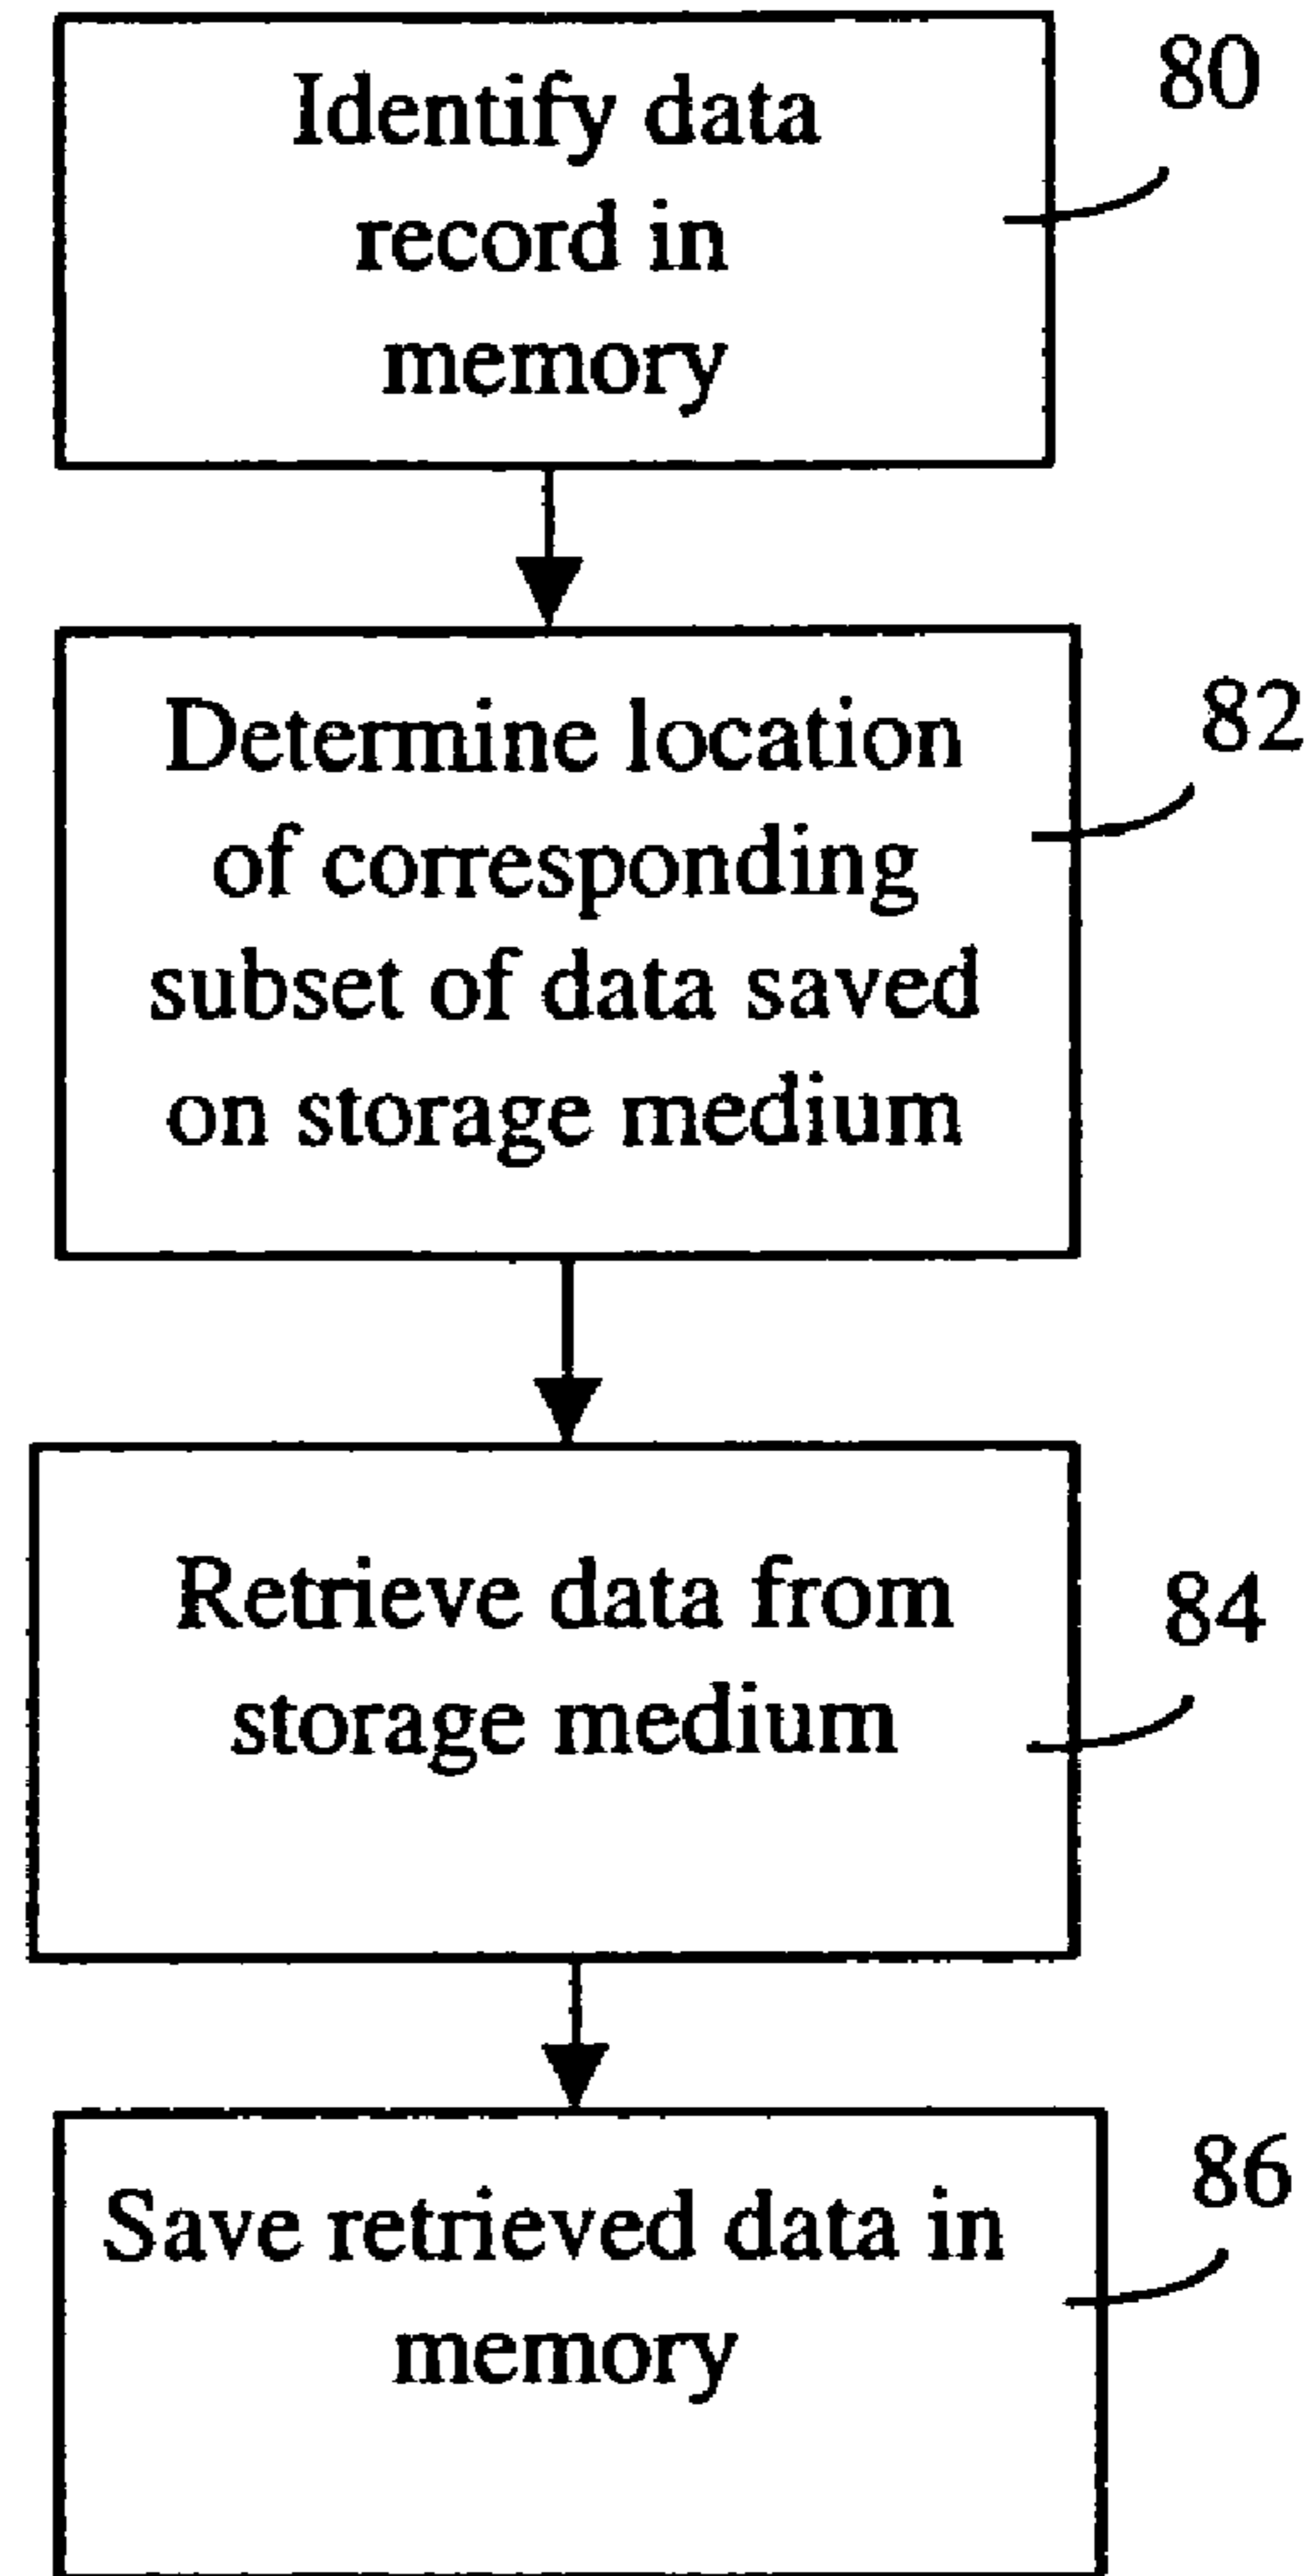 Identify data
record in
memory
80
Determine location
of corresponding
subset of data saved
on storage medium
82
Retrieve data from
storage medium
84
Save retrieved data in
memory
86